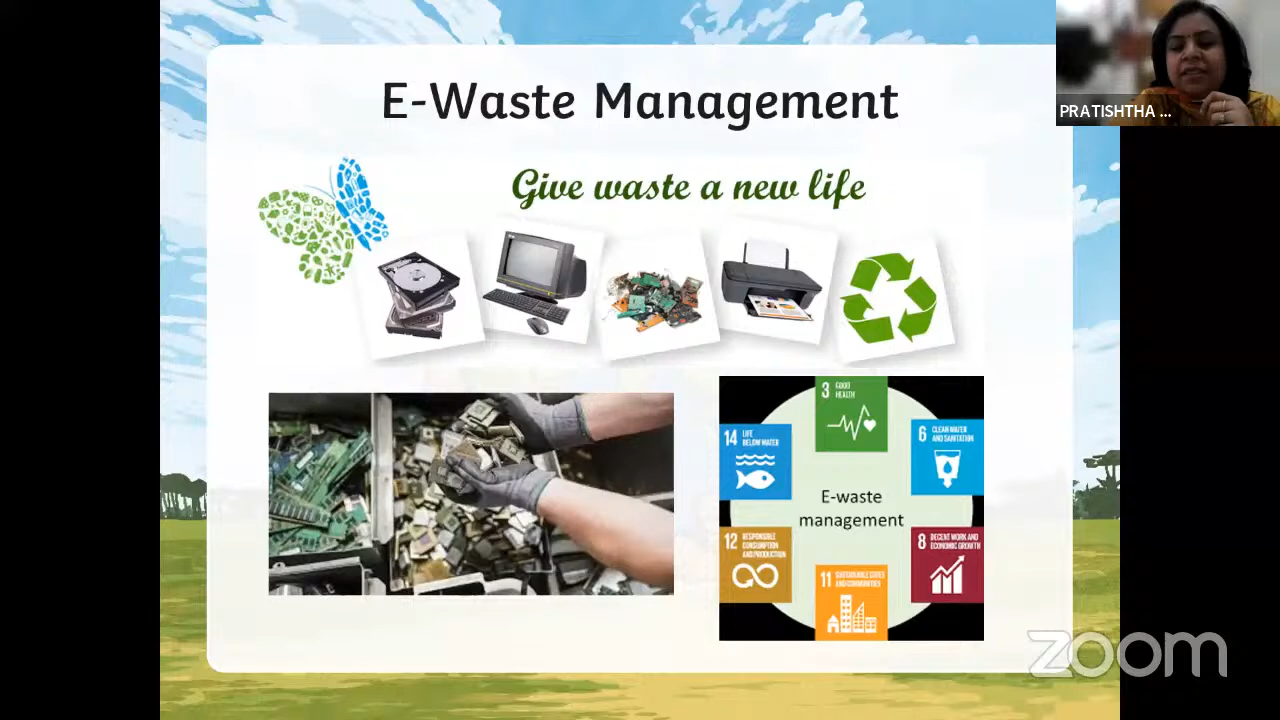 E-Waste Management
PRATISHTHA ...
Give waste a new life
3 GOOD
HEALTH
14 LIFE
BELOW WATER
6 CLEAN WATER
AND SANITATION
E-waste
management
12 RESPONSIBLE
CONSUMPTION
AND PRODUCTION
8 DECENT WORK AND
ECONOMIC GROWTH
11 SUSTAINABLE CITIES
AND COMMUNITIES
zoom